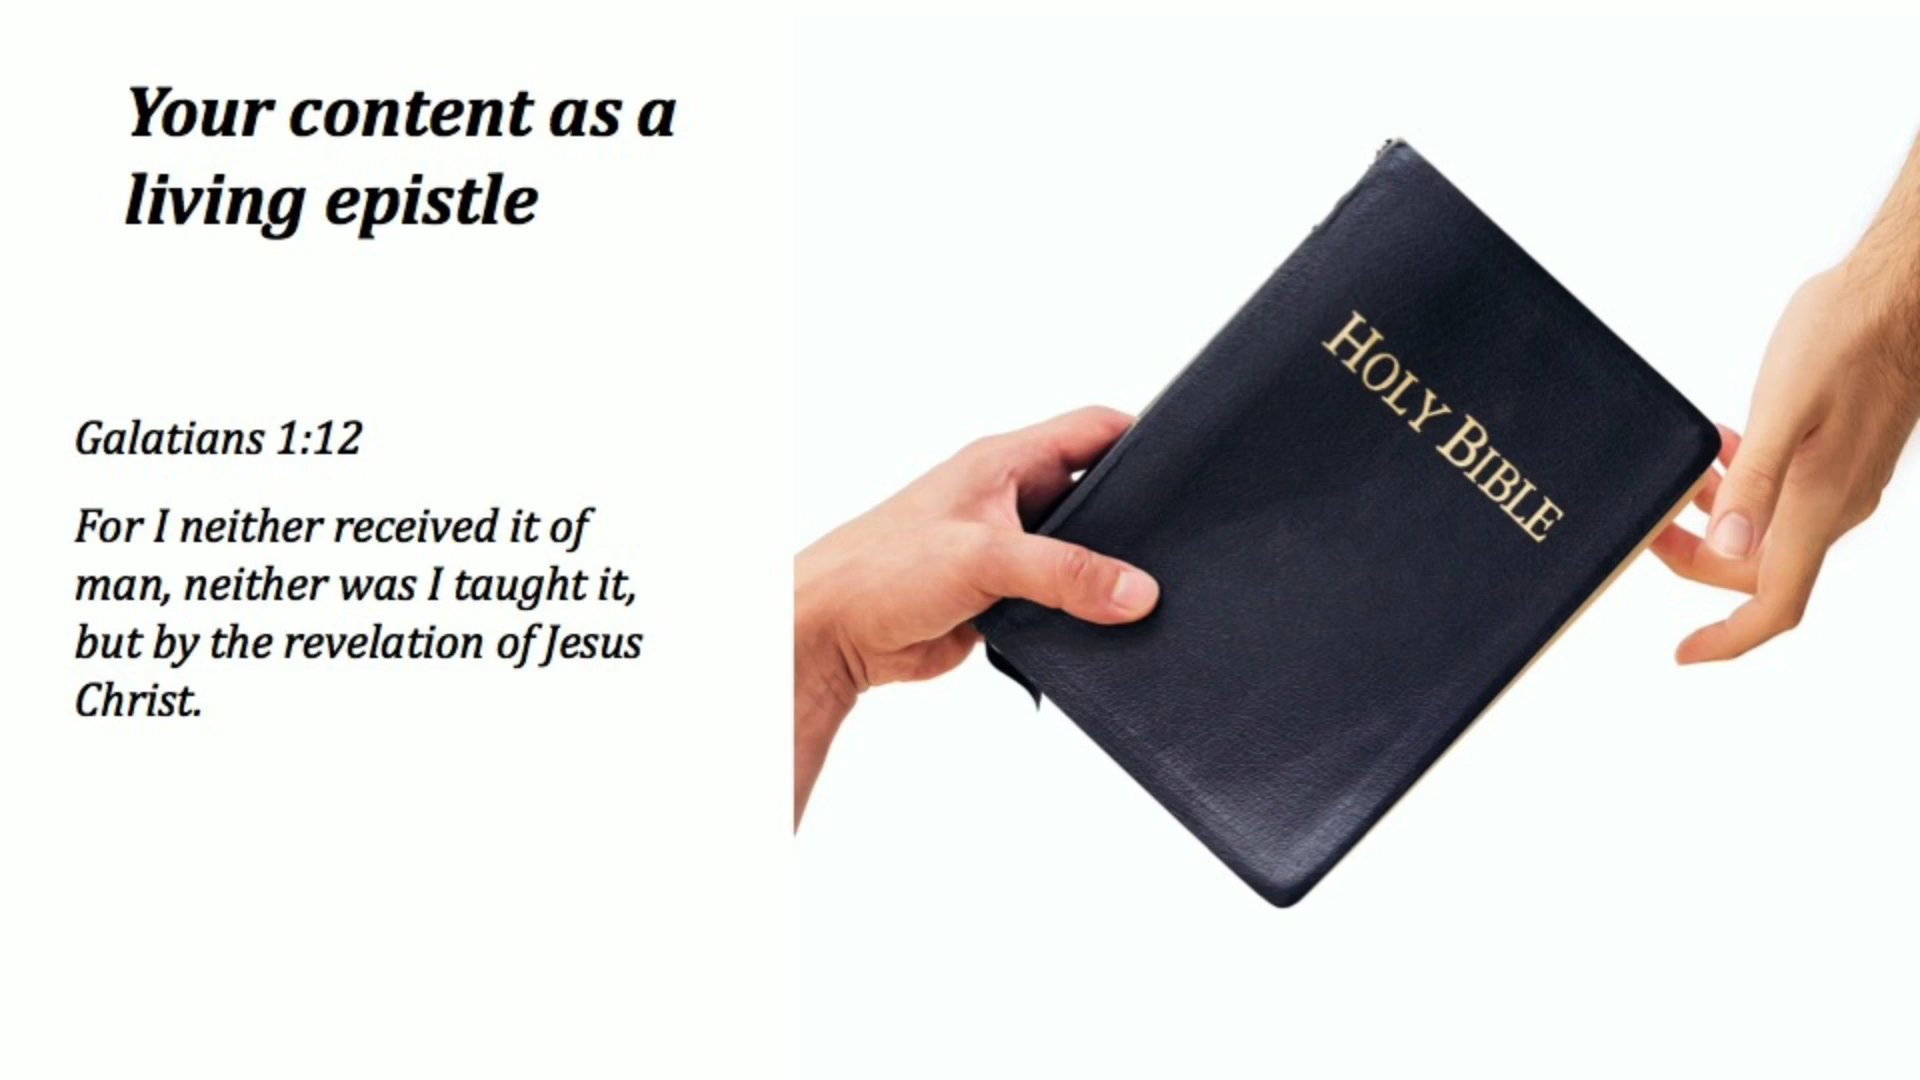 Your content as a
living epistle
Galatians 1:12
For I neither received it of
man, neither was I taught it,
but by the revelation of Jesus
Christ.
HOLY BIBLE